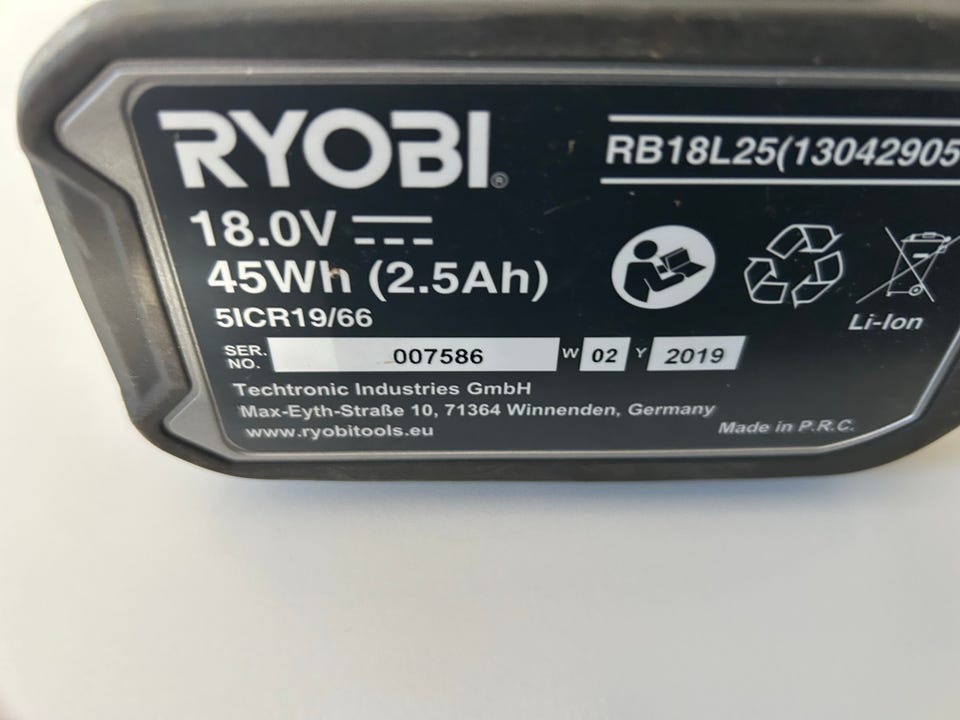 RYOBI®
RB18L25(13042905
18.0V
45Wh (2.5Ah)
5ICR19/66
Li-Ion
SER. NO. 007586 W 02 Y 2019
Techtronic Industries GmbH
Max-Eyth-Straße 10, 71364 Winnenden, Germany
www.ryobitools.eu
Made in P.R.C.